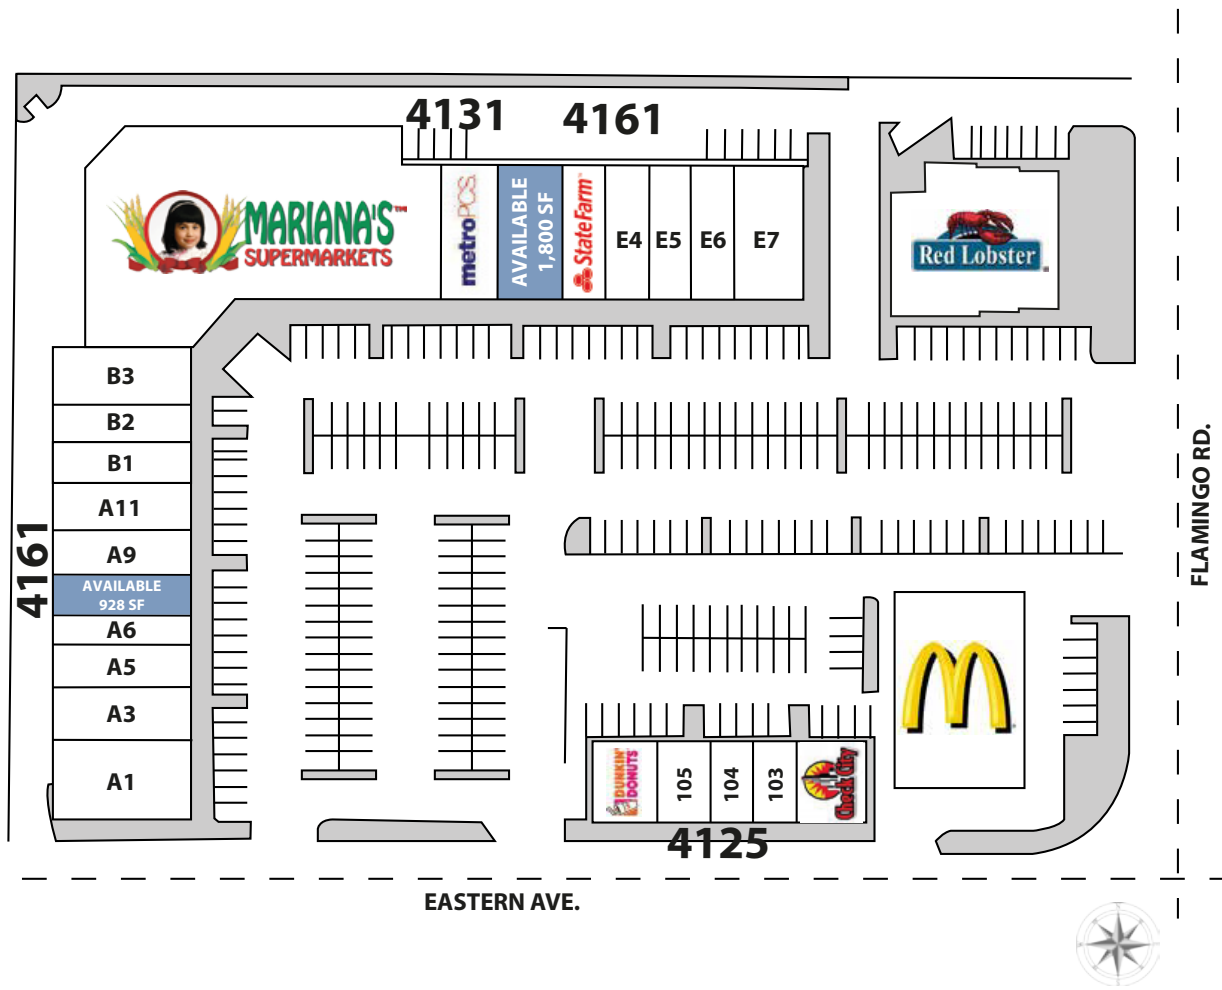 4131
4161
MARIANA'S™
SUPERMARKETS
metroPCS
AVAILABLE
1,800 SF
StateFarm™
E4
E5
E6
E7
Red Lobster
B3
B2
B1
A11
A9
AVAILABLE
928 SF
A6
A5
A3
A1
4161
FLAMINGO RD.
DUNKIN'
DONUTS
105
104
103
Check City
4125
EASTERN AVE.